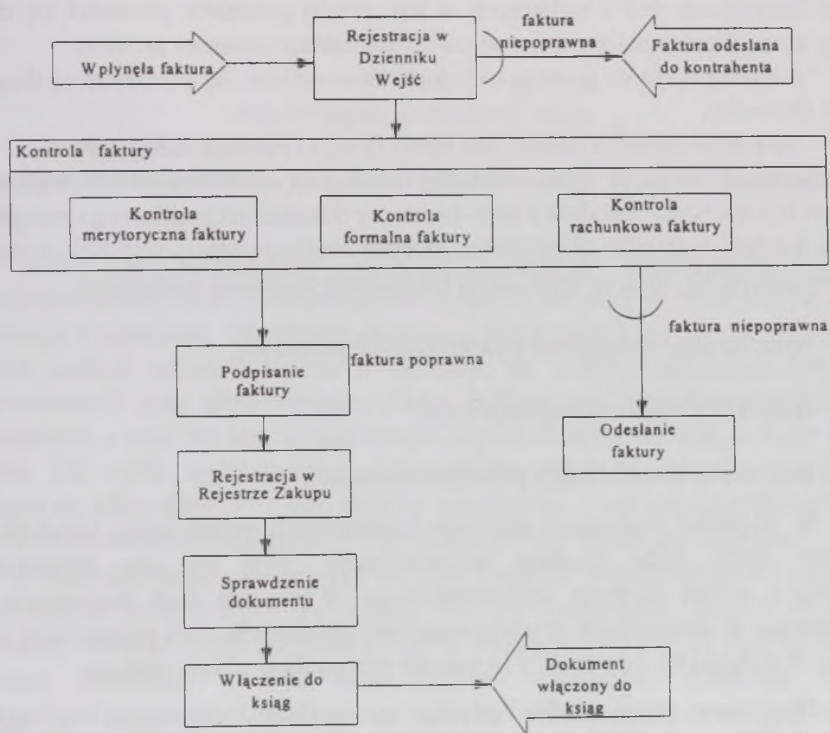 Wpłynęła faktura
Rejestracja w
Dzienniku
Wejść
faktura
niepoprawna
Faktura odesłana
do kontrahenta
Kontrola faktury
Kontrola
merytoryczna faktury
Kontrola
formalna faktury
Kontrola
rachunkowa faktury
faktura poprawna
faktura niepoprawna
Podpisanie
faktury
Odesłanie
faktury
Rejestracja w
Rejestrze Zakupu
Sprawdzenie
dokumentu
Włączenie do
ksiąg
Dokument
włączony do
ksiąg